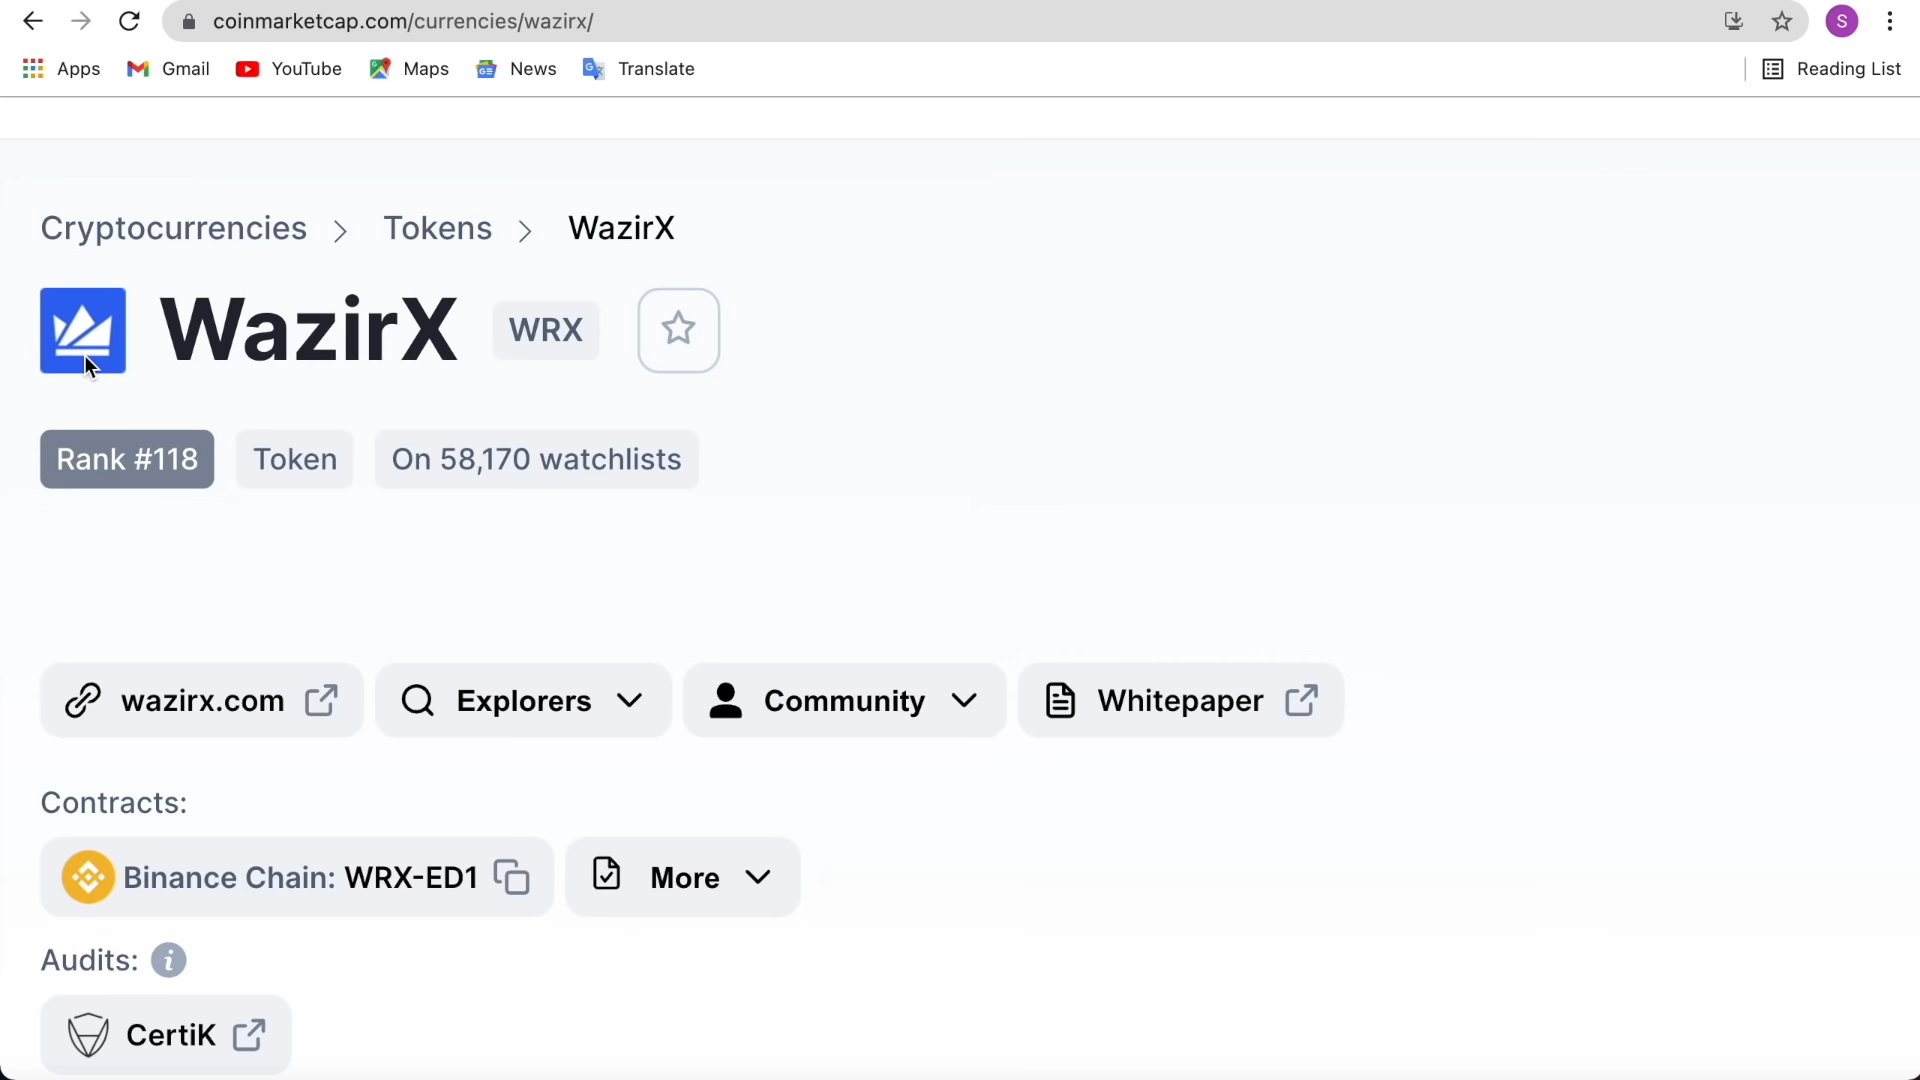 coinmarketcap.com/currencies/wazirx/
S
Apps Gmail YouTube Maps News Translate Reading List
Cryptocurrencies > Tokens > WazirX
WazirX WRX
Rank #118 Token On 58,170 watchlists
wazirx.com Explorers Community Whitepaper
Contracts:
Binance Chain: WRX-ED1 More
Audits: i
CertiK